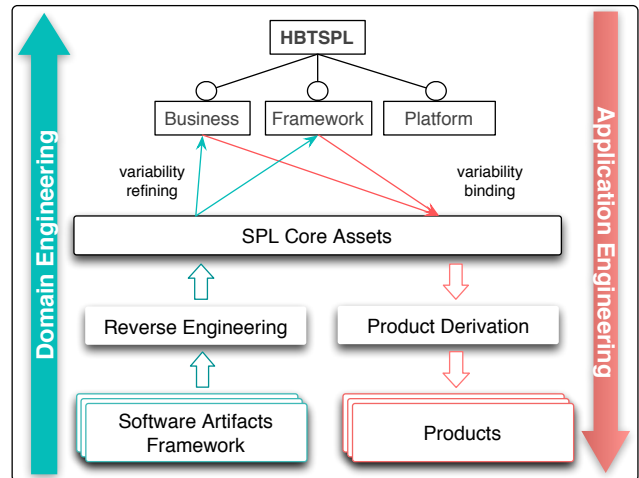 HBTSPL
Business
Framework
Platform
variability
refining
variability
binding
SPL Core Assets
Reverse Engineering
Product Derivation
Software Artifacts
Framework
Products
Domain Engineering
Application Engineering